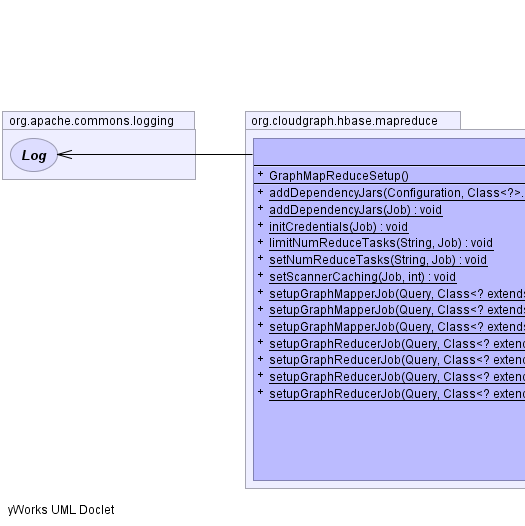 org.apache.commons.logging
Log
org.cloudgraph.hbase.mapreduce
+ GraphMapReduceSetup()
+ addDependencyJars(Configuration, Class<?>.
+ addDependencyJars(Job) : void
+ initCredentials(Job) : void
+ limitNumReduceTasks(String, Job) : void
+ setNumReduceTasks(String, Job) : void
+ setScannerCaching(Job, int) : void
+ setupGraphMapperJob(Query, Class<? extends
+ setupGraphMapperJob(Query, Class<? extends
+ setupGraphMapperJob(Query, Class<? extends
+ setupGraphReducerJob(Query, Class<? extend
+ setupGraphReducerJob(Query, Class<? extend
+ setupGraphReducerJob(Query, Class<? extend
+ setupGraphReducerJob(Query, Class<? extend
yWorks UML Doclet